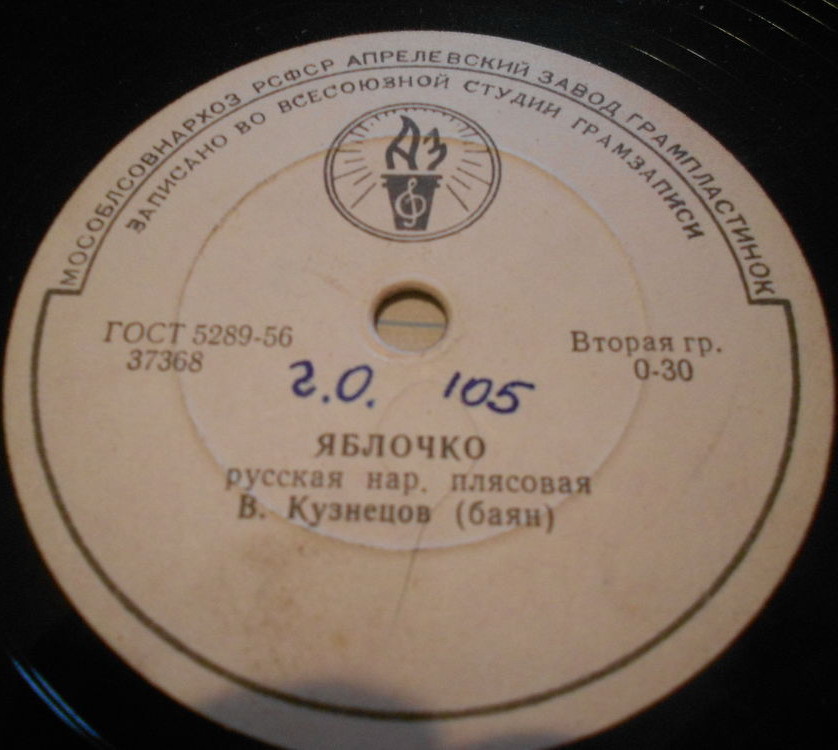 МОСОБЛСОВНАРХОЗ РСФСР АПРЕЛЕВСКИЙ ЗАВОД ГРАМПЛАСТИНОК
ЗАПИСАНО ВО ВСЕСОЮЗНОЙ СТУДИИ ГРАМЗАПИСИ
АЗ
ГОСТ 5289-56
37368
Вторая гр.
0-30
г.О. 105
ЯБЛОЧКО
русская нар. плясовая
В. Кузнецов (баян)